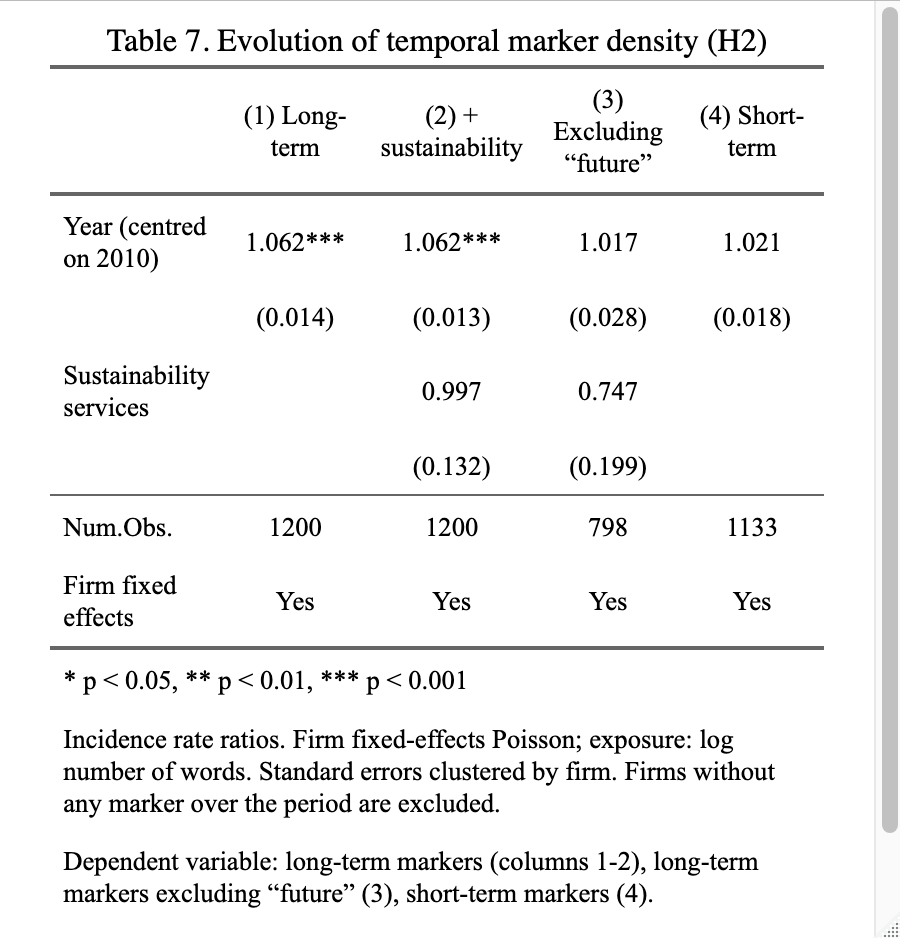 Table 7. Evolution of temporal marker density (H2)
(1) Long-term
(2) + sustainability
(3) Excluding “future”
(4) Short-term
Year (centred on 2010) 1.062*** 1.062*** 1.017 1.021
(0.014) (0.013) (0.028) (0.018)
Sustainability services 0.997 0.747
(0.132) (0.199)
Num.Obs. 1200 1200 798 1133
Firm fixed effects Yes Yes Yes Yes
* p < 0.05, ** p < 0.01, *** p < 0.001
Incidence rate ratios. Firm fixed-effects Poisson; exposure: log
number of words. Standard errors clustered by firm. Firms without
any marker over the period are excluded.
Dependent variable: long-term markers (columns 1-2), long-term
markers excluding “future” (3), short-term markers (4).